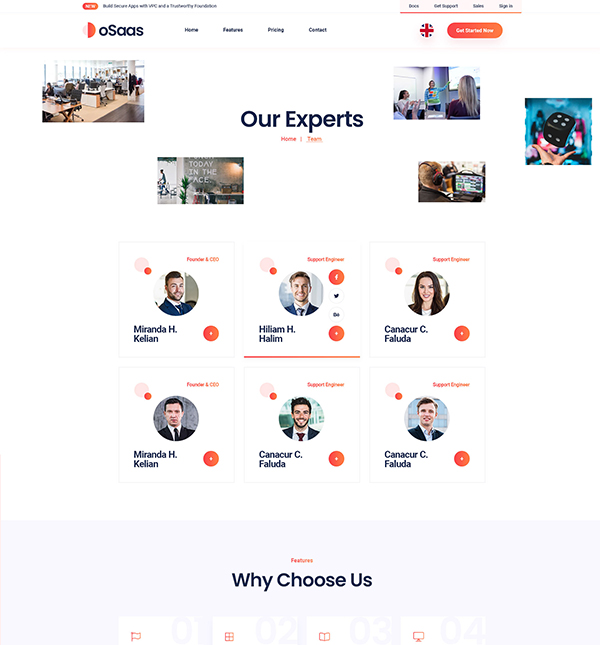 NEW Build Secure Apps with VPC and a Trustworthy Foundation
Docs Get Support Sales Sign in
oSaas Home Features Pricing Contact Get Started Now
Our Experts
Home | Team
TODAY
IN THE
FACE.
Founder & CEO Support Engineer Support Engineer
Miranda H. Hiliam H. Canacur C.
Kelian Halim Faluda
Founder & CEO Support Engineer Support Engineer
Miranda H. Canacur C. Canacur C.
Kelian Faluda Faluda
Features
Why Choose Us
01 02 03 04